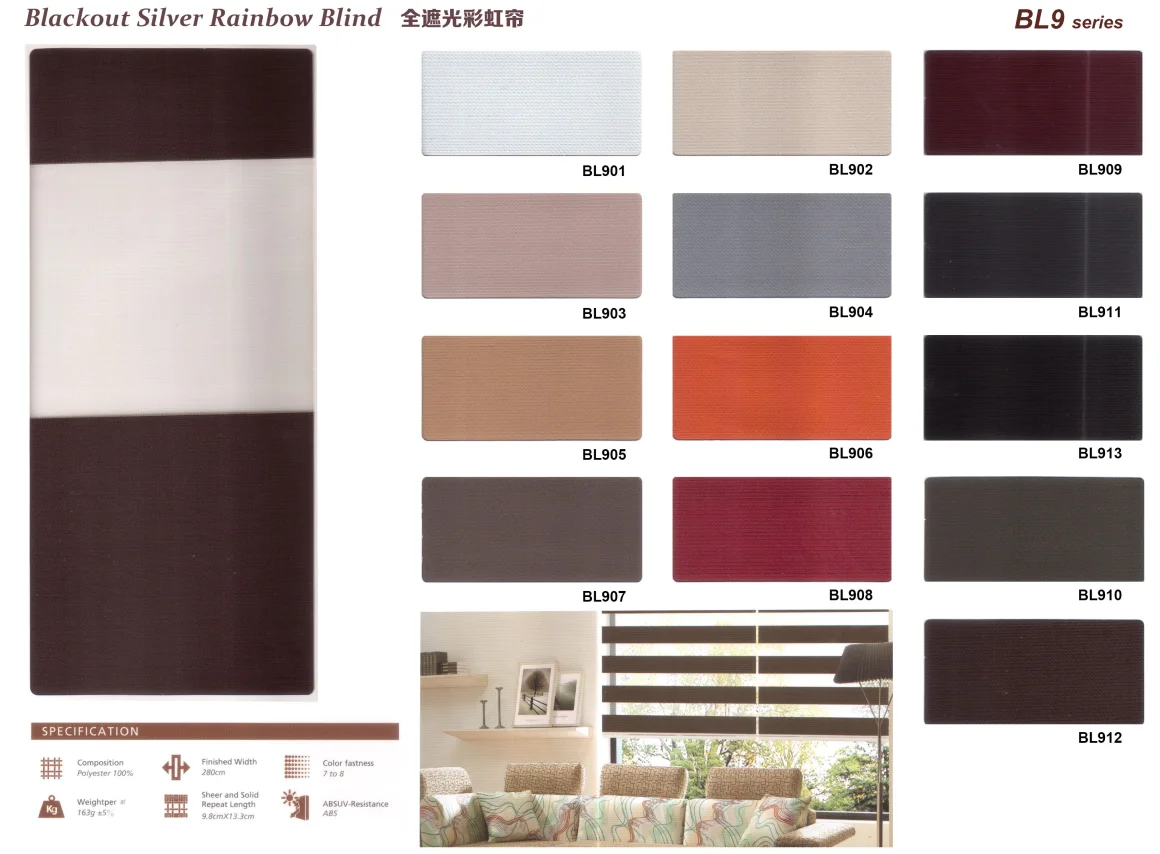 Blackout Silver Rainbow Blind 全遮光彩虹帘
BL9 series
BL901
BL902
BL909
BL903
BL904
BL911
BL905
BL906
BL913
BL907
BL908
BL910
BL912
SPECIFICATION
Composition
Polyester 100%
Finished Width
280cm
Color fastness
7 to 8
Kg
Weightper ㎡
163g ±5%
Sheer and Solid
Repeat Length
9.8cmX13.3cm
ABSUV-Resistance
ABS